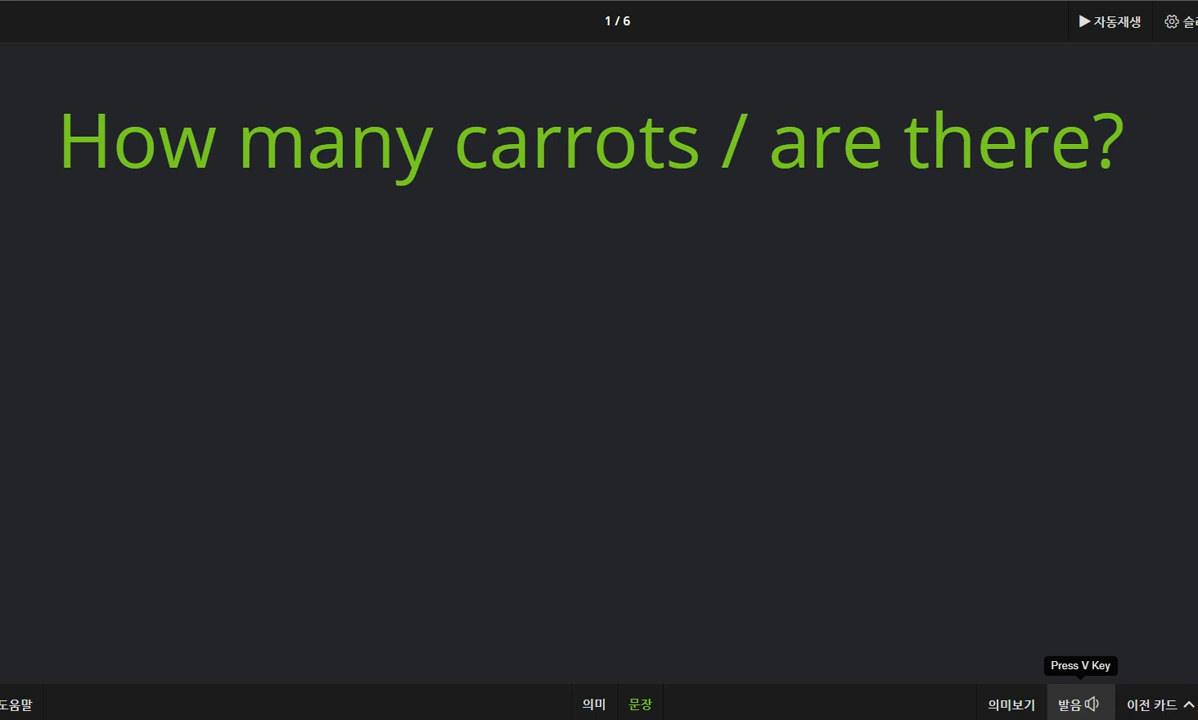 1 / 6
▶ 자동재생
How many carrots / are there?
Press V Key
도움말
의미
문장
의미보기
발음
이전 카드